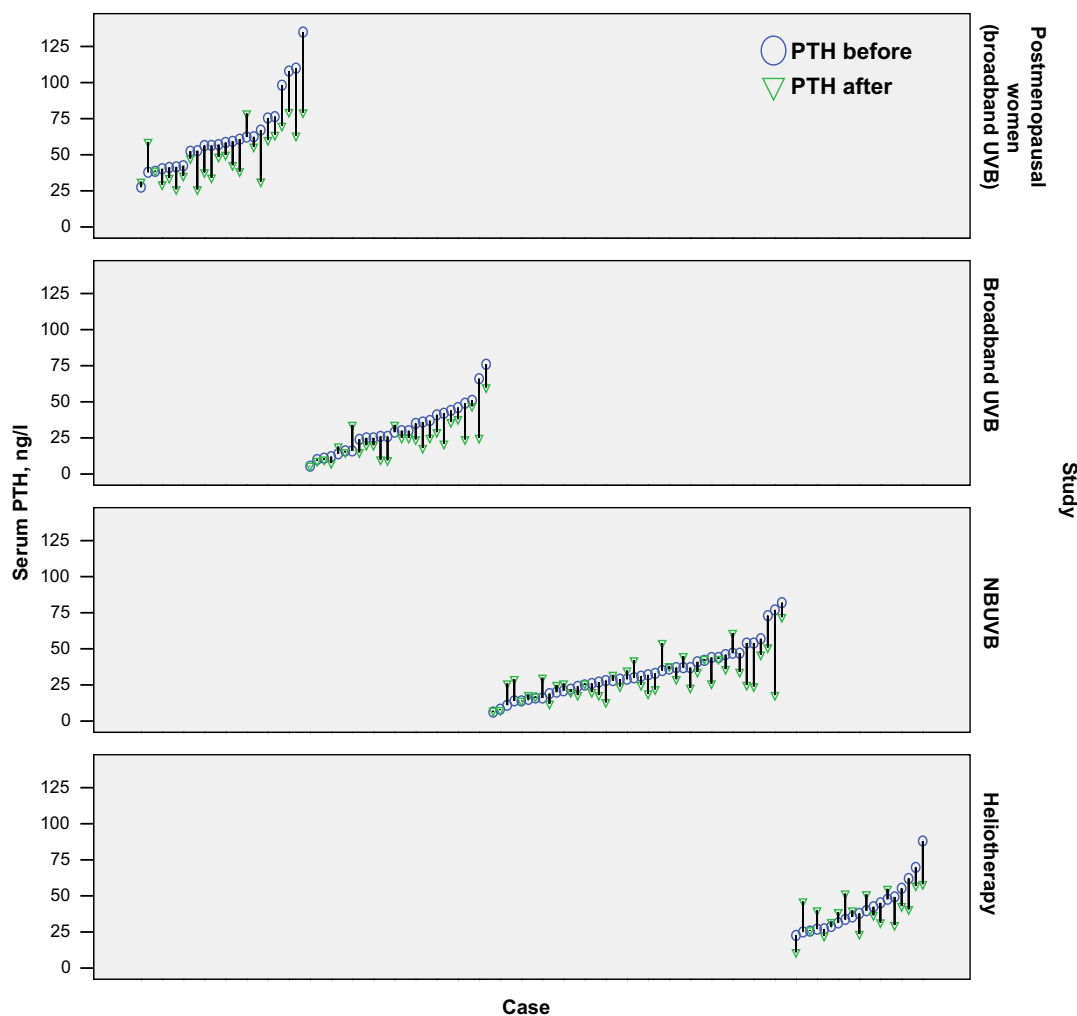 125
100
75
50
25
0
PTH before
PTH after
Postmenopausal
women
(broadband UVB)
125
100
75
50
25
0
Broadband UVB
125
100
75
50
25
0
NBUVB
125
100
75
50
25
0
Heliotherapy
Serum PTH, ng/l
Study
Case